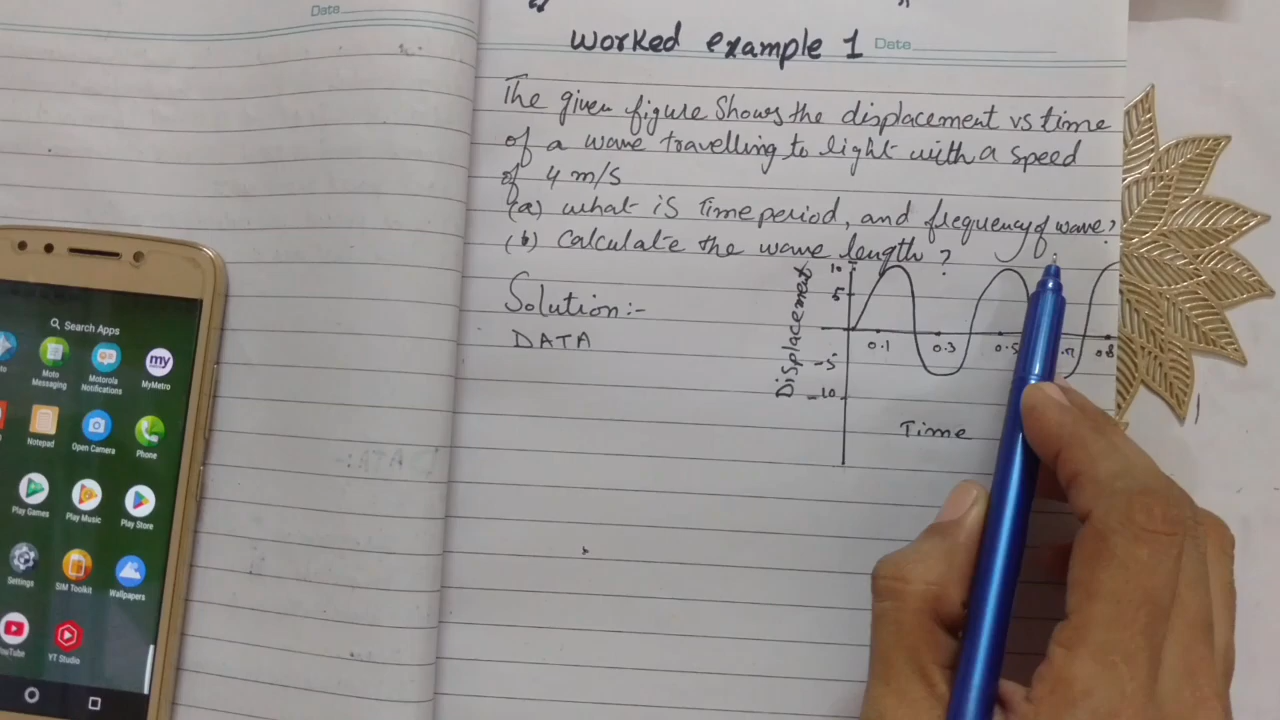 Date
Worked example 1 Date
The given figure shows the displacement vs time
of a wave travelling to light with a speed
of 4 m/s
(a) what is Time period, and frequency of wave?
(b) Calculate the wave length?
Solution:-
DATA
Displacement
10
5
-5
-10
0.1 0.3 0.5 0.8
Time
Search Apps
Moto Messaging
Motorola Notifications
MyMetro
Notepad
Open Camera
Phone
Play Games
Play Music
Play Store
Settings
SIM Toolkit
Wallpapers
YT Studio
my